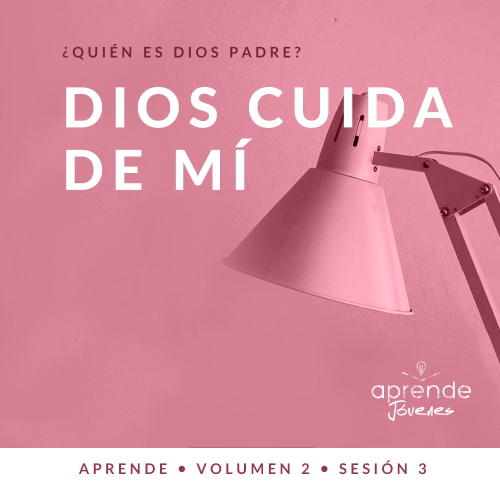 ¿QUIÉN ES DIOS PADRE?
DIOS CUIDA
DE MÍ
aprende
Jóvenes
APRENDE • VOLUMEN 2 • SESIÓN 3